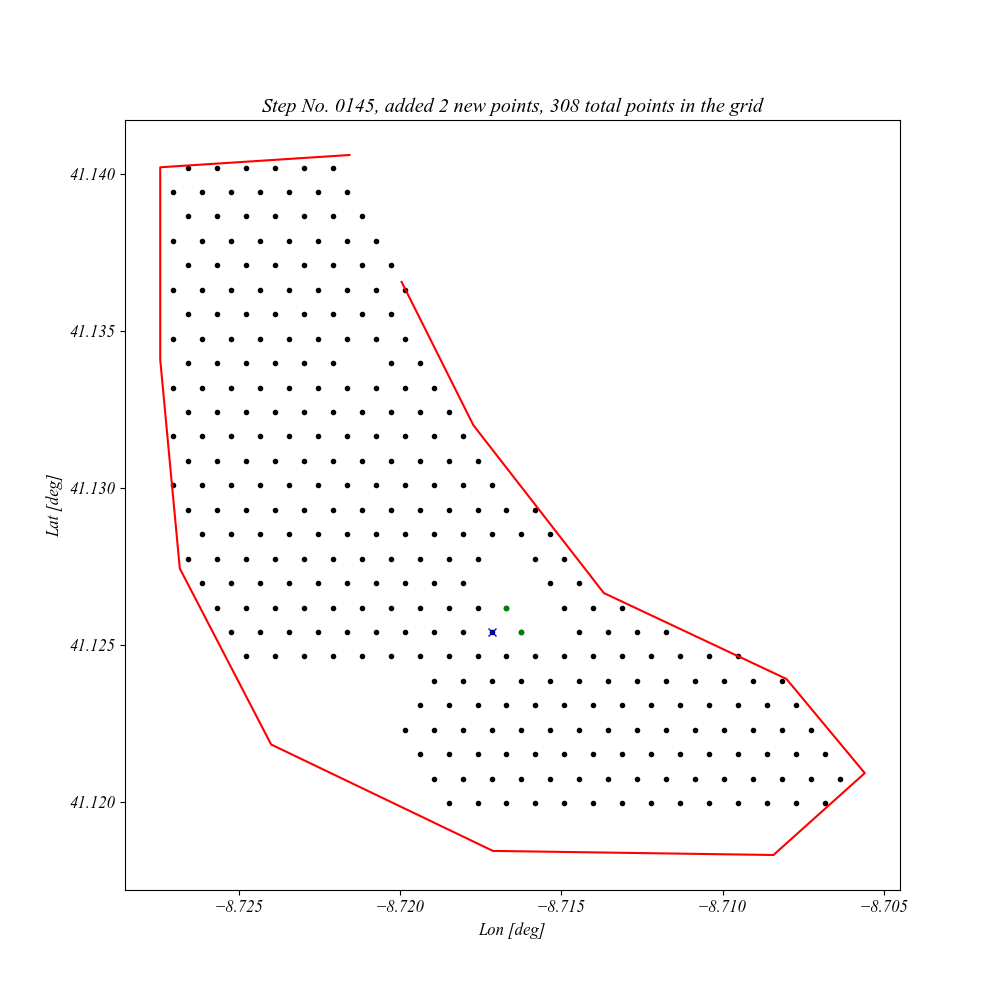 Step No. 0145, added 2 new points, 308 total points in the grid
41.140
41.135
41.130
41.125
41.120
Lat [deg]
−8.725 −8.720 −8.715 −8.710 −8.705
Lon [deg]